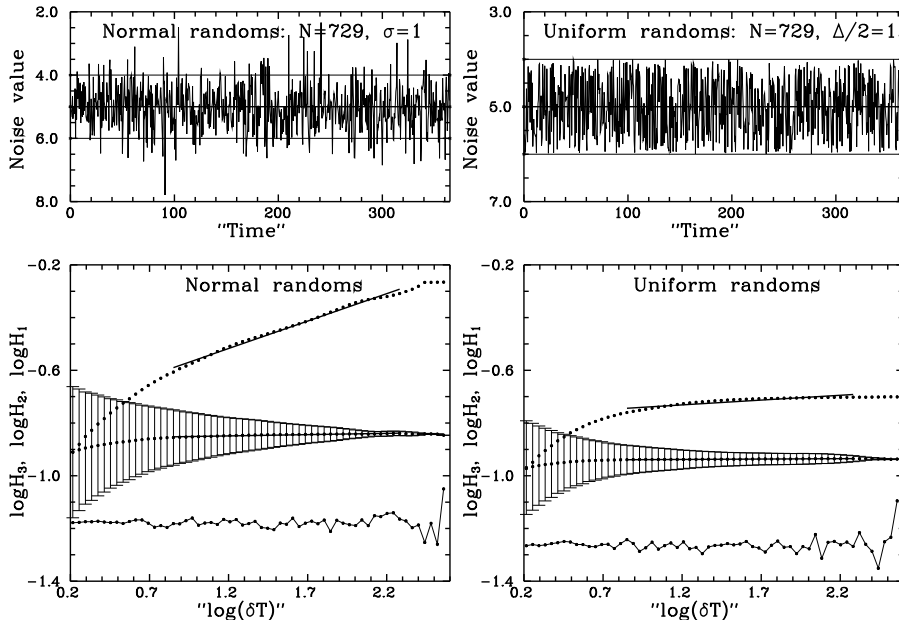 Normal randoms: N=729, σ=1
Noise value
2.0
4.0
6.0
8.0
0 100 200 300
"Time"
Uniform randoms: N=729, Δ/2=1.
Noise value
3.0
5.0
7.0
0 100 200 300
"Time"
Normal randoms
logH₃, logH₂, logH₁
-0.2
-0.6
-1.0
-1.4
0.2 0.7 1.2 1.7 2.2
"log(δT)"
Uniform randoms
logH₃, logH₂, logH₁
-0.2
-0.6
-1.0
-1.4
0.2 0.7 1.2 1.7 2.2
"log(δT)"